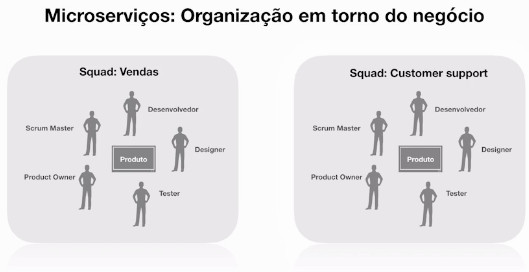 Microserviços: Organização em torno do negócio
Squad: Vendas
Desenvolvedor
Scrum Master
Designer
Produto
Product Owner
Tester
Squad: Customer support
Desenvolvedor
Scrum Master
Designer
Produto
Product Owner
Tester